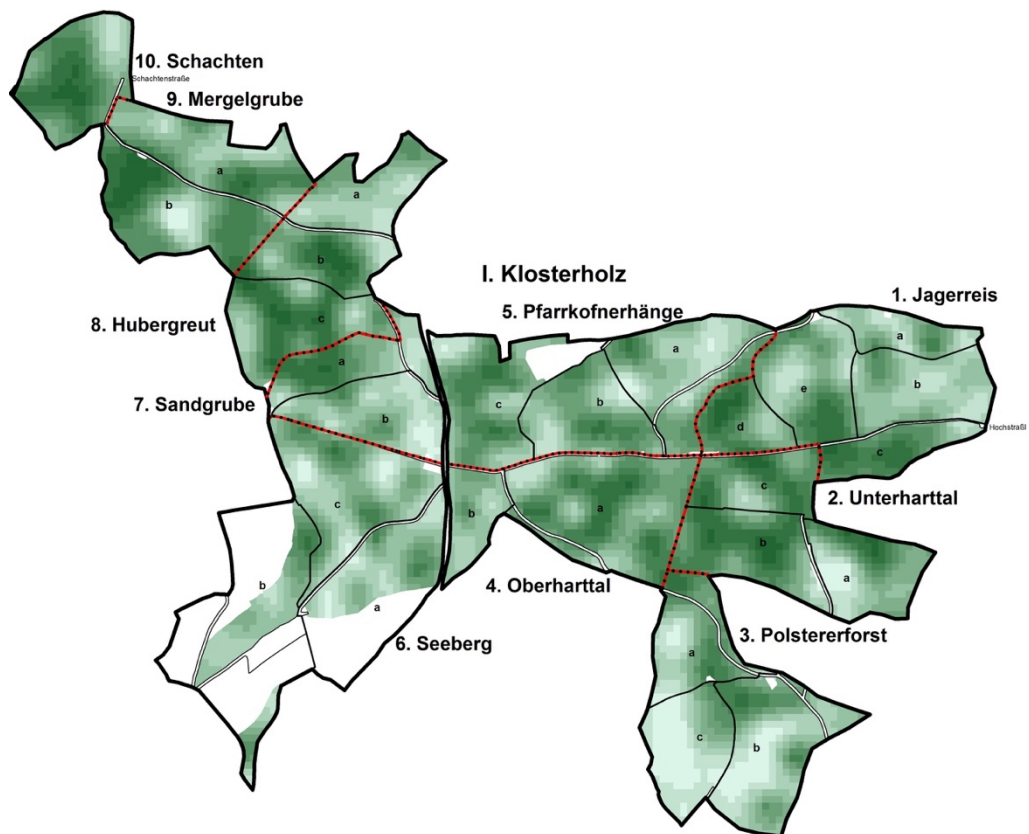 10. Schachten
Schachtenstraße
9. Mergelgrube
a
a
b
b
I. Klosterholz
c
8. Hubergreut
5. Pfarrkofnerhänge
1. Jagerreis
a
a
a
b
e
c
b
7. Sandgrube
b
d
Hochstraßl
c
c
c
2. Unterharttal
a
b
b
a
b
4. Oberharttal
a
6. Seeberg
3. Polstererforst
a
c
b